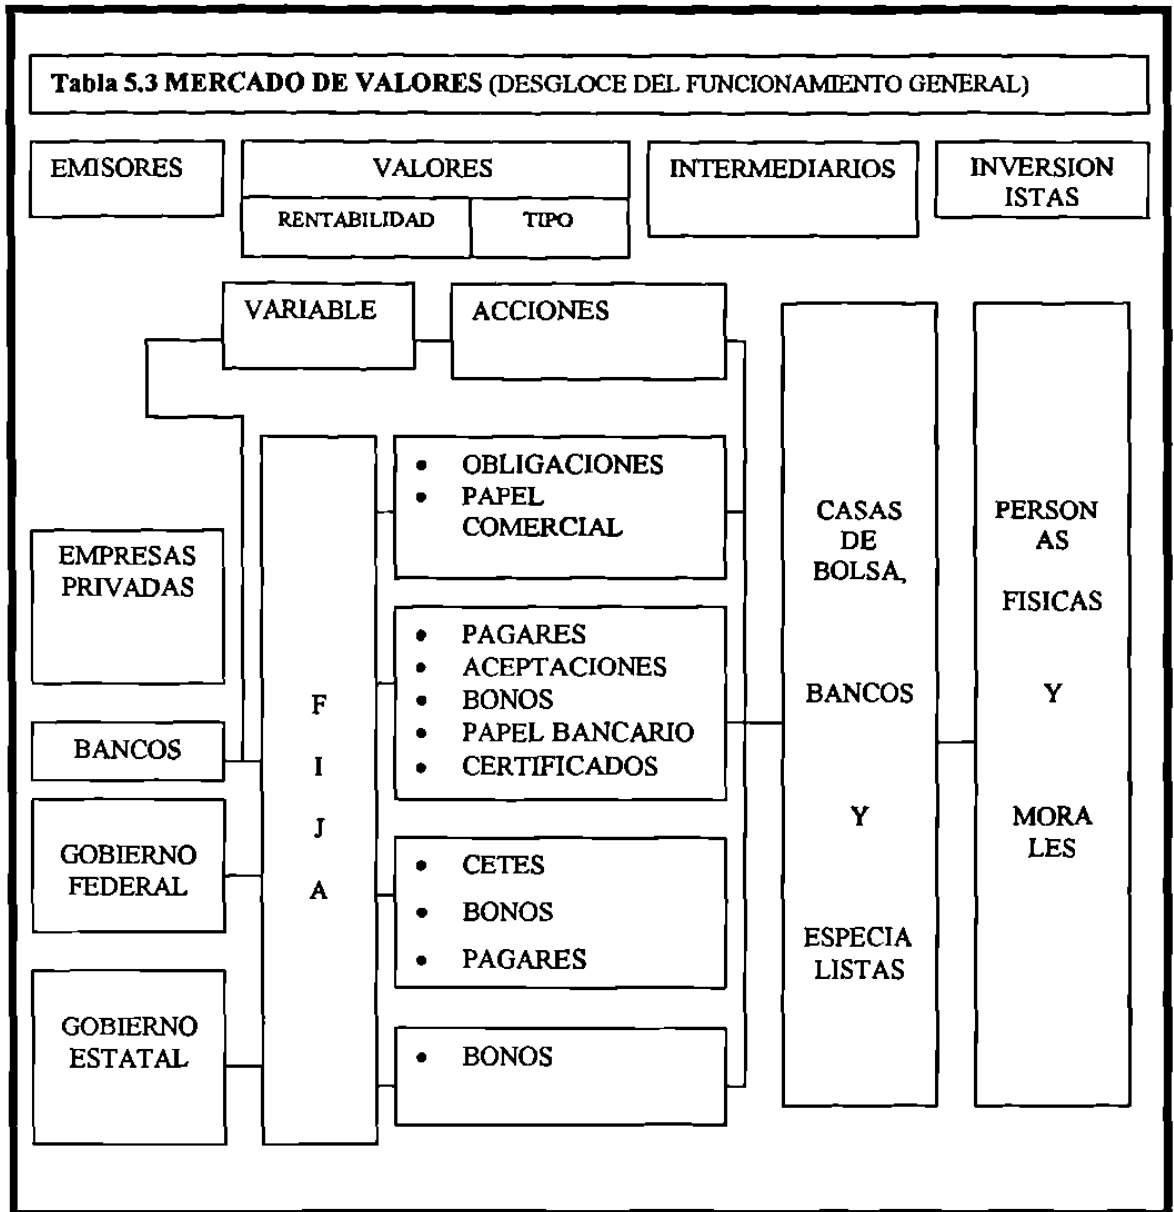 Tabla 5.3 MERCADO DE VALORES (DESGLOCE DEL FUNCIONAMIENTO GENERAL)
EMISORES
VALORES
RENTABILIDAD
TIPO
INTERMEDIARIOS
INVERSION
ISTAS
VARIABLE
ACCIONES
EMPRESAS
PRIVADAS
BANCOS
GOBIERNO
FEDERAL
GOBIERNO
ESTATAL
F
I
J
A
• OBLIGACIONES
• PAPEL
COMERCIAL
• PAGARES
• ACEPTACIONES
• BONOS
• PAPEL BANCARIO
• CERTIFICADOS
• CETES
• BONOS
• PAGARES
• BONOS
CASAS
DE
BOLSA,
BANCOS
Y
ESPECIA
LISTAS
PERSON
AS
FISICAS
Y
MORA
LES